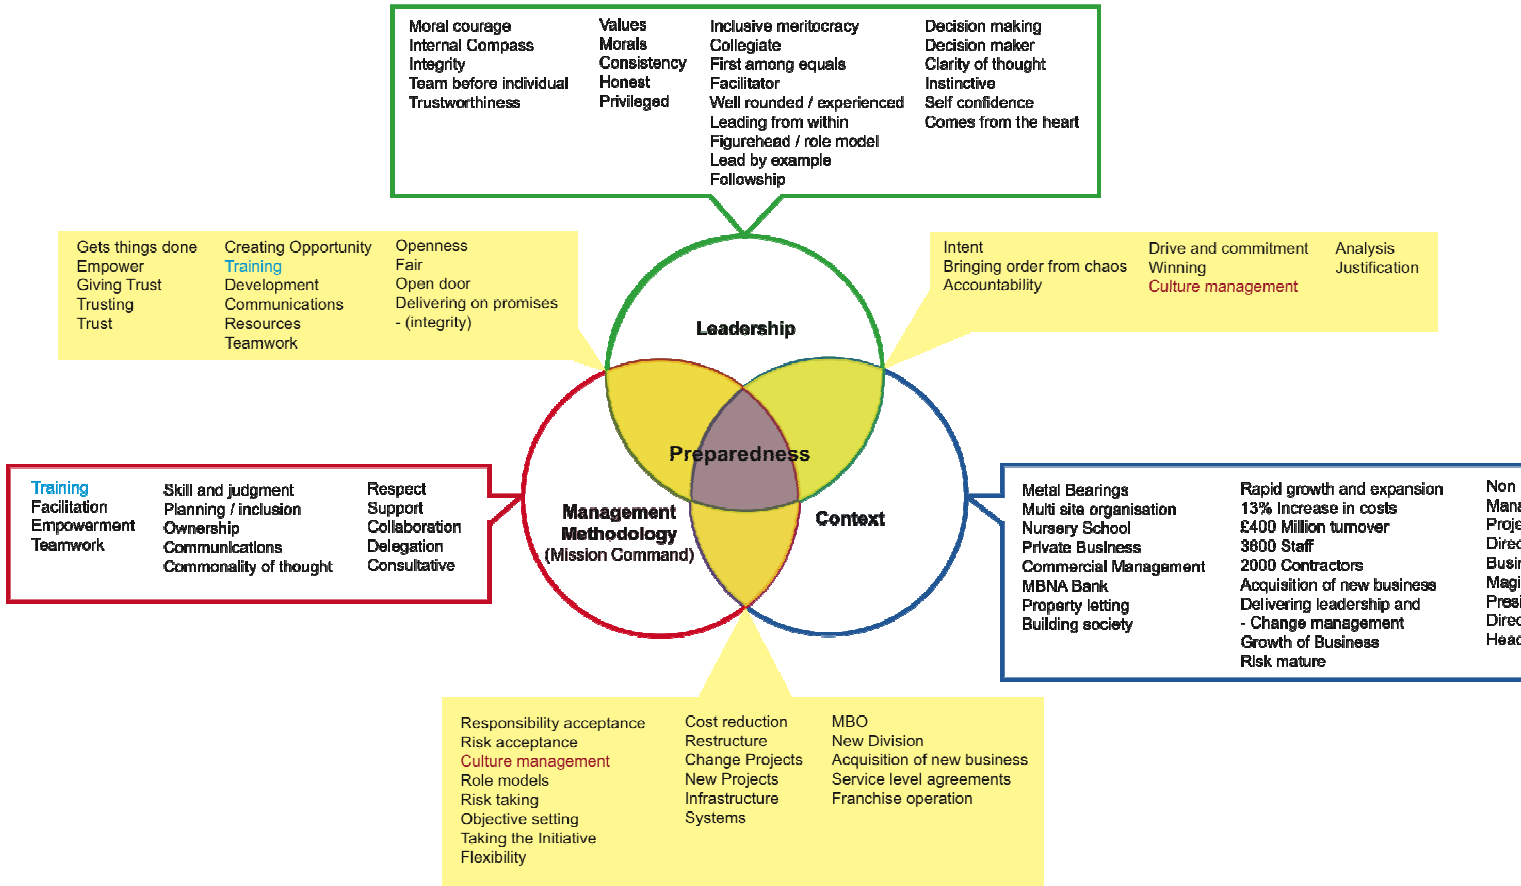 Moral courage
Internal Compass
Integrity
Team before individual
Trustworthiness
Values
Morals
Consistency
Honest
Privileged
Inclusive meritocracy
Collegiate
First among equals
Facilitator
Well rounded / experienced
Leading from within
Figurehead / role model
Lead by example
Followship
Decision making
Decision maker
Clarity of thought
Instinctive
Self confidence
Comes from the heart
Gets things done
Empower
Giving Trust
Trusting
Trust
Creating Opportunity
Training
Development
Communications
Resources
Teamwork
Openness
Fair
Open door
Delivering on promises
- (integrity)
Intent
Bringing order from chaos
Accountability
Drive and commitment
Winning
Culture management
Analysis
Justification
Leadership
Preparedness
Management
Methodology
(Mission Command)
Context
Training
Facilitation
Empowerment
Teamwork
Skill and judgment
Planning / inclusion
Ownership
Communications
Commonality of thought
Respect
Support
Collaboration
Delegation
Consultative
Metal Bearings
Multi site organisation
Nursery School
Private Business
Commercial Management
MBNA Bank
Property letting
Building society
Rapid growth and expansion
13% Increase in costs
£400 Million turnover
3600 Staff
2000 Contractors
Acquisition of new business
Delivering leadership and
- Change management
Growth of Business
Risk mature
Non
Mana
Proje
Direc
Busin
Magi
Presi
Direc
Head
Responsibility acceptance
Risk acceptance
Culture management
Role models
Risk taking
Objective setting
Taking the Initiative
Flexibility
Cost reduction
Restructure
Change Projects
New Projects
Infrastructure
Systems
MBO
New Division
Acquisition of new business
Service level agreements
Franchise operation